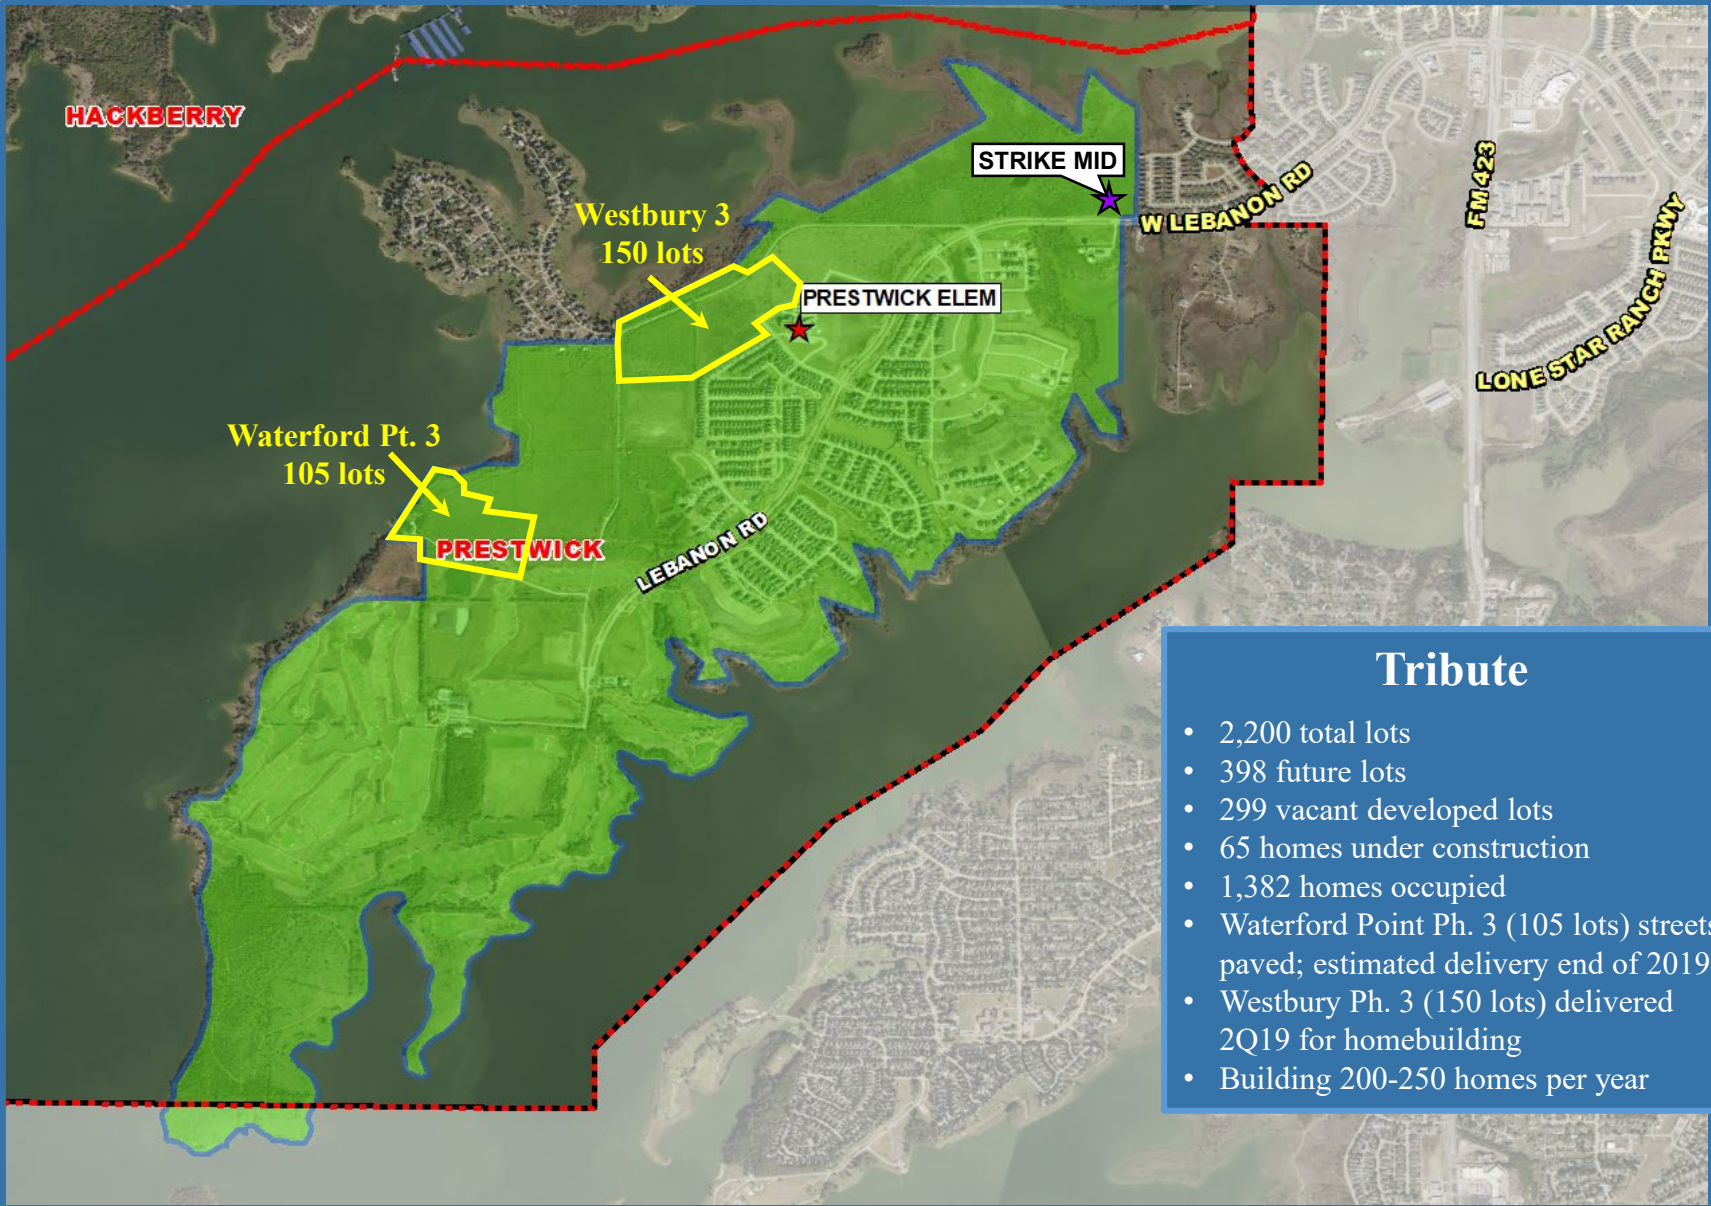 HACKBERRY
STRIKE MID
W LEBANON RD
FM 423
LONE STAR RANCH PKWY
Westbury 3
150 lots
PRESTWICK ELEM
Waterford Pt. 3
105 lots
PRESTWICK
LEBANON RD
Tribute
• 2,200 total lots
• 398 future lots
• 299 vacant developed lots
• 65 homes under construction
• 1,382 homes occupied
• Waterford Point Ph. 3 (105 lots) streets
paved; estimated delivery end of 2019
• Westbury Ph. 3 (150 lots) delivered
2Q19 for homebuilding
• Building 200-250 homes per year